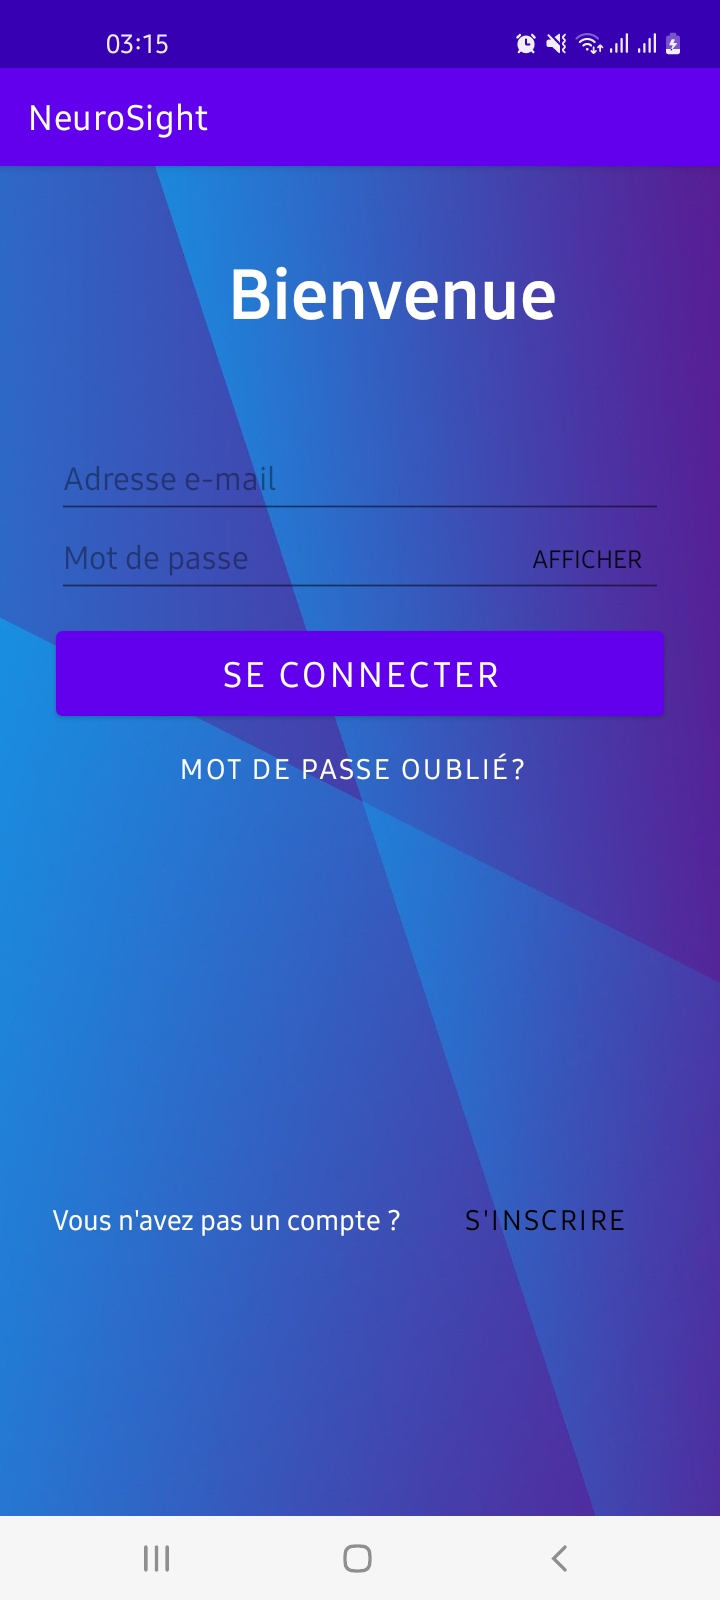 03:15
NeuroSight
Bienvenue
Adresse e-mail
Mot de passe AFFICHER
SE CONNECTER
MOT DE PASSE OUBLIÉ?
Vous n'avez pas un compte ? S'INSCRIRE